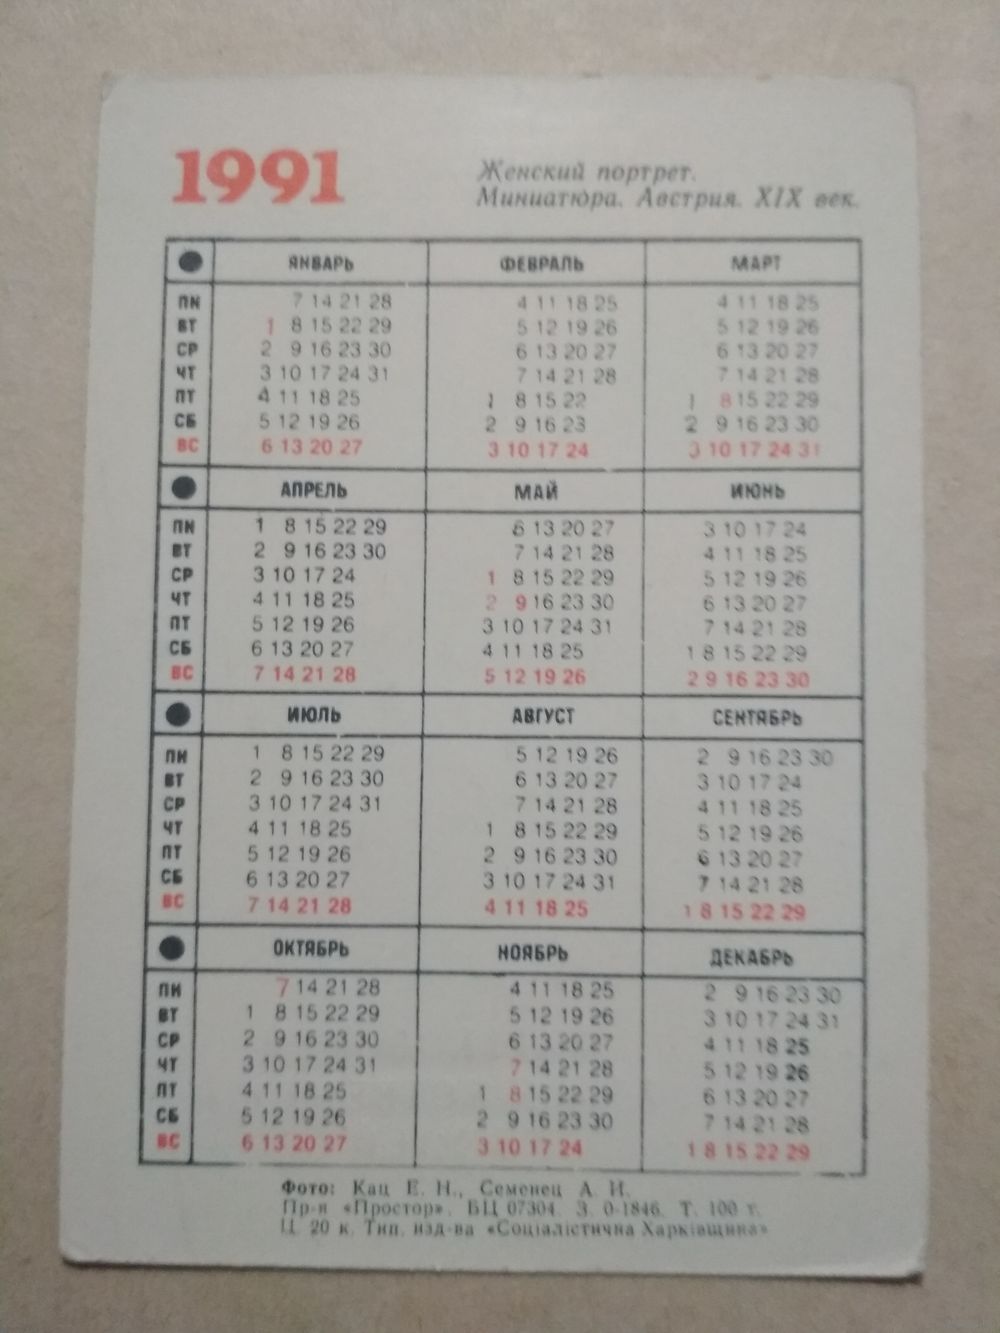 1991
Женский портрет.
Миниатюра. Австрия. XIX век.
ЯНВАРЬ ФЕВРАЛЬ МАРТ
ПН 7 14 21 28 4 11 18 25 4 11 18 25
ВТ 1 8 15 22 29 5 12 19 26 5 12 19 26
СР 2 9 16 23 30 6 13 20 27 6 13 20 27
ЧТ 3 10 17 24 31 7 14 21 28 7 14 21 28
ПТ 4 11 18 25 1 8 15 22 1 8 15 22 29
СБ 5 12 19 26 2 9 16 23 2 9 16 23 30
ВС 6 13 20 27 3 10 17 24 3 10 17 24 31
АПРЕЛЬ МАЙ ИЮНЬ
ПН 1 8 15 22 29 6 13 20 27 3 10 17 24
ВТ 2 9 16 23 30 7 14 21 28 4 11 18 25
СР 3 10 17 24 1 8 15 22 29 5 12 19 26
ЧТ 4 11 18 25 2 9 16 23 30 6 13 20 27
ПТ 5 12 19 26 3 10 17 24 31 7 14 21 28
СБ 6 13 20 27 4 11 18 25 1 8 15 22 29
ВС 7 14 21 28 5 12 19 26 2 9 16 23 30
ИЮЛЬ АВГУСТ СЕНТЯБРЬ
ПН 1 8 15 22 29 5 12 19 26 2 9 16 23 30
ВТ 2 9 16 23 30 6 13 20 27 3 10 17 24
СР 3 10 17 24 31 7 14 21 28 4 11 18 25
ЧТ 4 11 18 25 1 8 15 22 29 5 12 19 26
ПТ 5 12 19 26 2 9 16 23 30 6 13 20 27
СБ 6 13 20 27 3 10 17 24 31 7 14 21 28
ВС 7 14 21 28 4 11 18 25 1 8 15 22 29
ОКТЯБРЬ НОЯБРЬ ДЕКАБРЬ
ПН 7 14 21 28 4 11 18 25 2 9 16 23 30
ВТ 1 8 15 22 29 5 12 19 26 3 10 17 24 31
СР 2 9 16 23 30 6 13 20 27 4 11 18 25
ЧТ 3 10 17 24 31 7 14 21 28 5 12 19 26
ПТ 4 11 18 25 1 8 15 22 29 6 13 20 27
СБ 5 12 19 26 2 9 16 23 30 7 14 21 28
ВС 6 13 20 27 3 10 17 24 1 8 15 22 29
Фото: Кац Е. Н., Семенец А. И.
Пр-я «Простор». БЦ 07304. З. 0-1846. Т. 100 т.
Ц. 20 к. Тип. изд-ва «Соціалістична Харківщина»